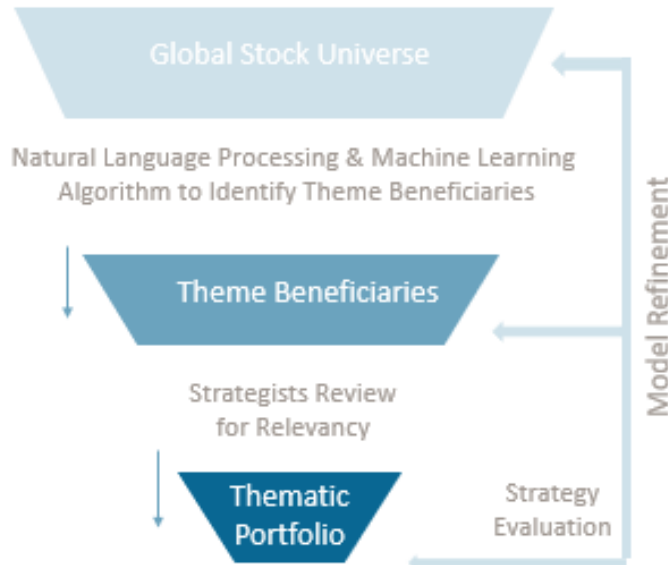 Global Stock Universe
Natural Language Processing & Machine Learning
Algorithm to Identify Theme Beneficiaries
Theme Beneficiaries
Strategists Review
for Relevancy
Thematic
Portfolio
Strategy
Evaluation
Model Refinement